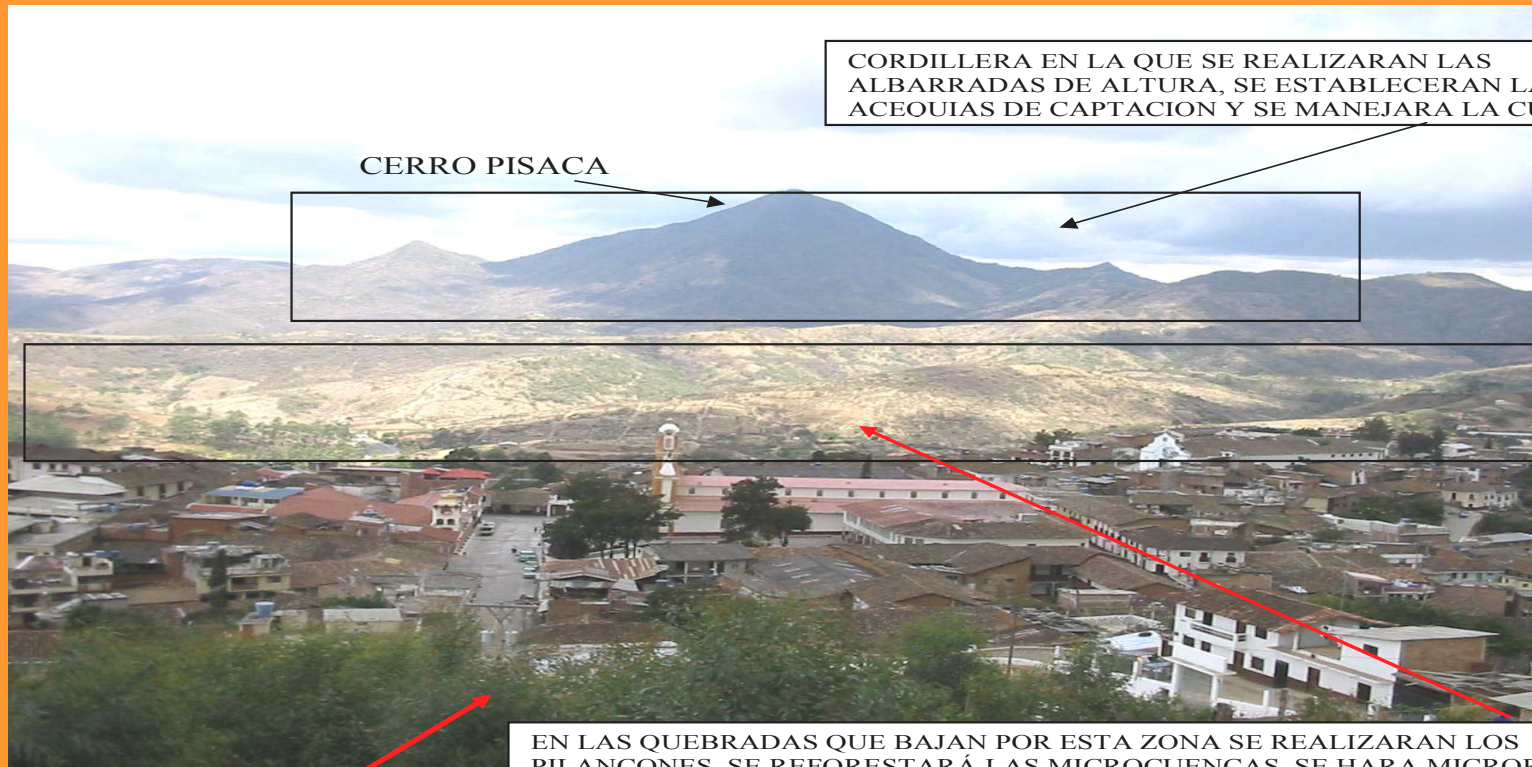 CORDILLERA EN LA QUE SE REALIZARAN LAS
ALBARRADAS DE ALTURA, SE ESTABLECERAN
ACEQUIAS DE CAPTACION Y SE MANEJARA LA
CERRO PISACA
EN LAS QUEBRADAS QUE BAJAN POR ESTA ZONA SE REALIZARAN LOS
PILANCONES, SE REFORESTARÁ LAS MICROCUENCAS, SE HARA